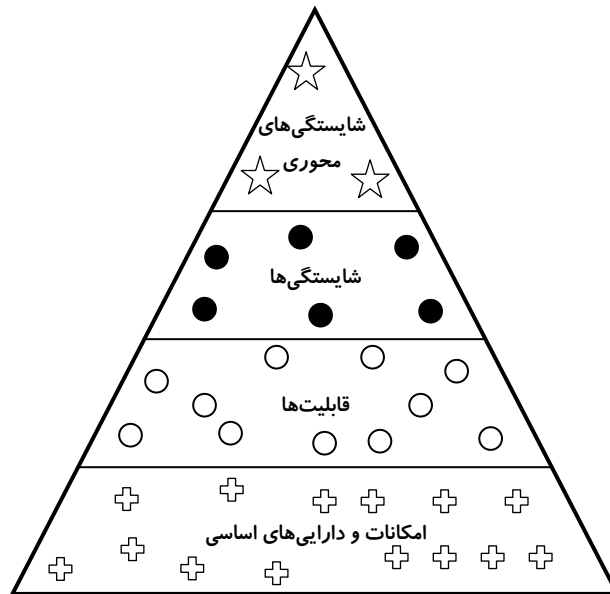 شایستگی‌های
محوری
شایستگی‌ها
قابلیت‌ها
امکانات و دارایی‌های اساسی